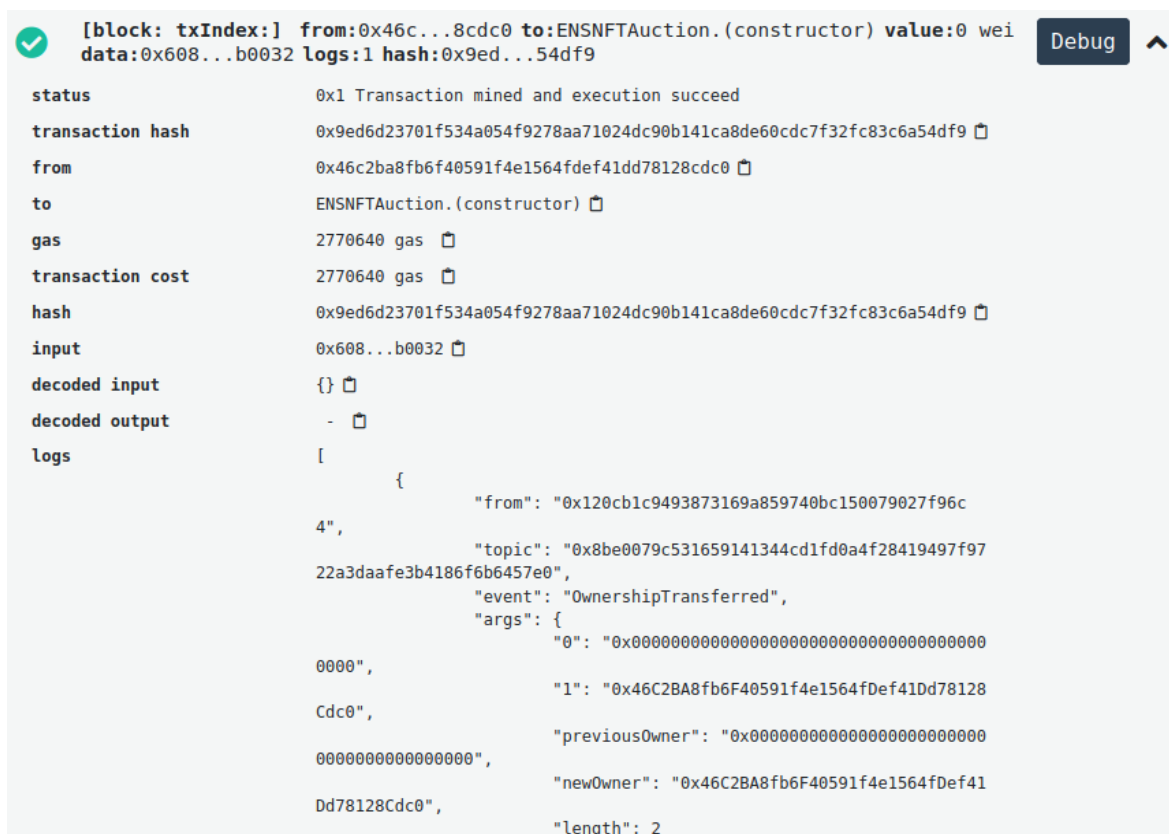 [block: txIndex:] from:0x46c...8cdc0 to:ENSNFTAuction.(constructor) value:0 wei
data:0x608...b0032 logs:1 hash:0x9ed...54df9
Debug
status 0x1 Transaction mined and execution succeed
transaction hash 0x9ed6d23701f534a054f9278aa71024dc90b141ca8de60cdc7f32fc83c6a54df9
from 0x46c2ba8fb6f40591f4e1564fdef41dd78128cdc0
to ENSNFTAuction.(constructor)
gas 2770640 gas
transaction cost 2770640 gas
hash 0x9ed6d23701f534a054f9278aa71024dc90b141ca8de60cdc7f32fc83c6a54df9
input 0x608...b0032
decoded input {}
decoded output -
logs [
{
"from": "0x120cb1c9493873169a859740bc150079027f96c
4",
"topic": "0x8be0079c531659141344cd1fd0a4f28419497f97
22a3daafe3b4186f6b6457e0",
"event": "OwnershipTransferred",
"args": {
"0": "0x000000000000000000000000000000000000
0000",
"1": "0x46C2BA8fb6F40591f4e1564fDef41Dd78128
Cdc0",
"previousOwner": "0x000000000000000000000000
0000000000000000",
"newOwner": "0x46C2BA8fb6F40591f4e1564fDef41
Dd78128Cdc0",
"length": 2